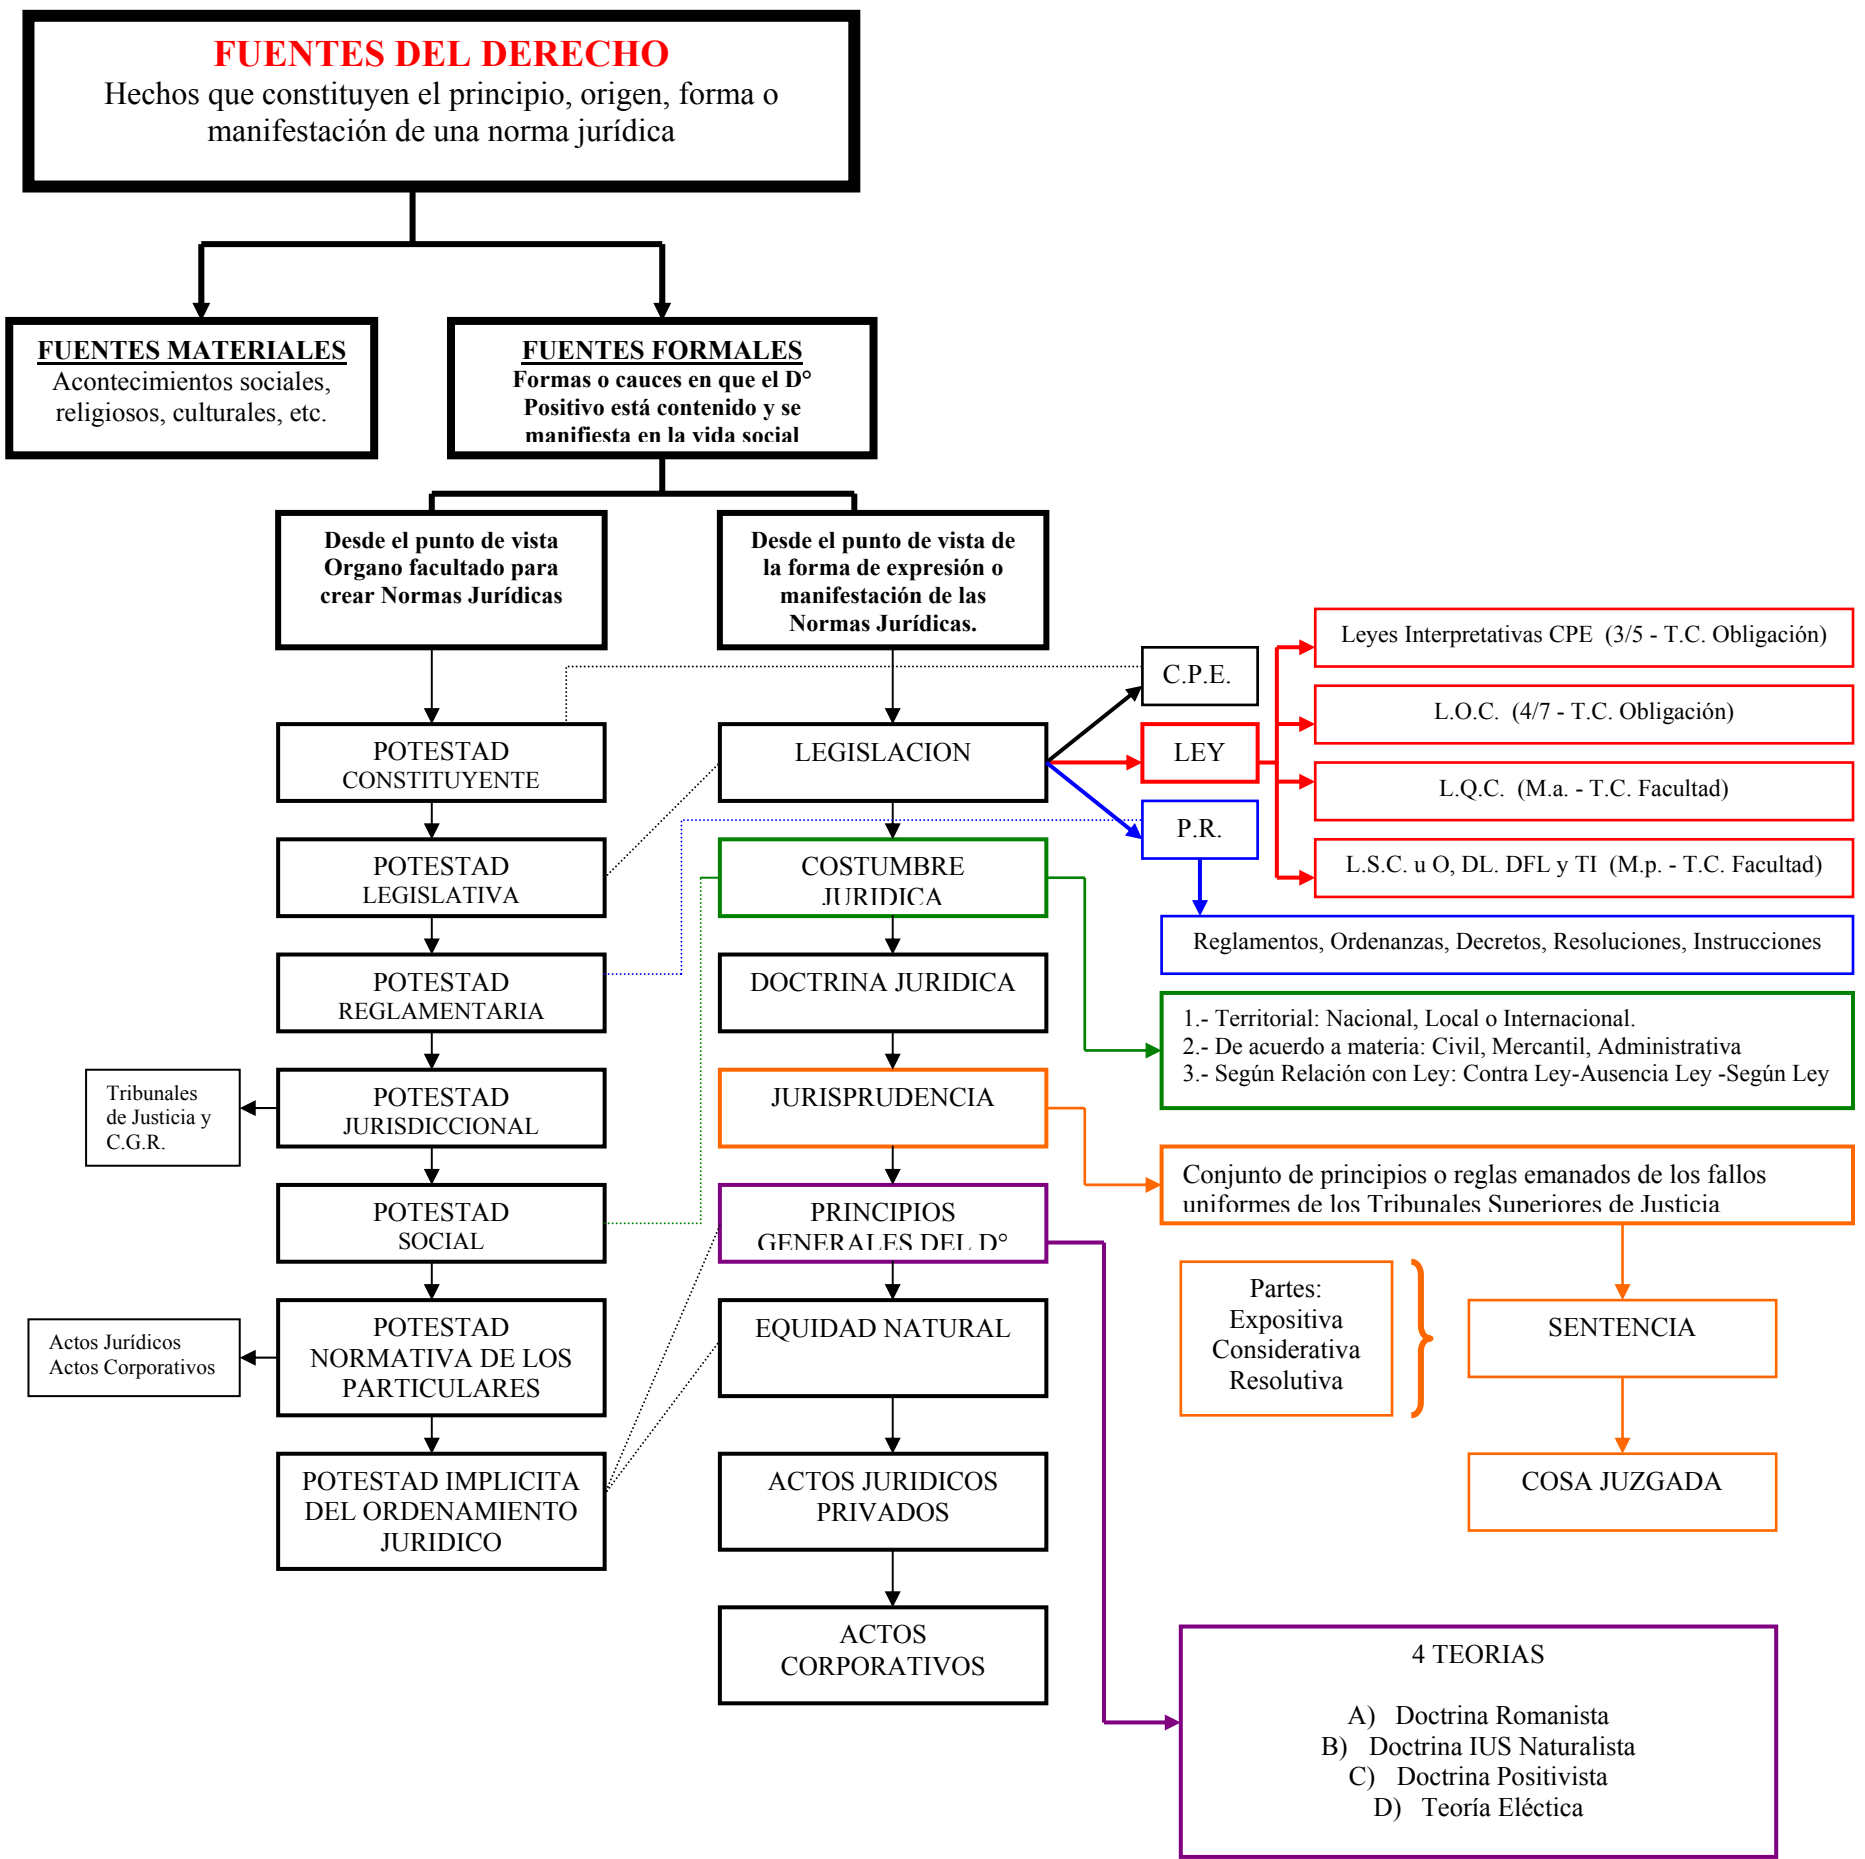 FUENTES DEL DERECHO
Hechos que constituyen el principio, origen, forma o
manifestación de una norma jurídica
FUENTES MATERIALES
Acontecimientos sociales,
religiosos, culturales, etc.
FUENTES FORMALES
Formas o cauces en que el D°
Positivo está contenido y se
manifiesta en la vida social
Desde el punto de vista
Organo facultado para
crear Normas Jurídicas
Desde el punto de vista de
la forma de expresión o
manifestación de las
Normas Jurídicas.
POTESTAD
CONSTITUYENTE
POTESTAD
LEGISLATIVA
POTESTAD
REGLAMENTARIA
POTESTAD
JURISDICCIONAL
Tribunales
de Justicia y
C.G.R.
POTESTAD
SOCIAL
POTESTAD
NORMATIVA DE LOS
PARTICULARES
Actos Jurídicos
Actos Corporativos
POTESTAD IMPLICITA
DEL ORDENAMIENTO
JURIDICO
LEGISLACION
COSTUMBRE
JURIDICA
DOCTRINA JURIDICA
JURISPRUDENCIA
PRINCIPIOS
GENERALES DEL D°
EQUIDAD NATURAL
ACTOS JURIDICOS
PRIVADOS
ACTOS
CORPORATIVOS
C.P.E.
LEY
P.R.
Leyes Interpretativas CPE (3/5 - T.C. Obligación)
L.O.C. (4/7 - T.C. Obligación)
L.Q.C. (M.a. - T.C. Facultad)
L.S.C. u O, DL. DFL y TI (M.p. - T.C. Facultad)
Reglamentos, Ordenanzas, Decretos, Resoluciones, Instrucciones
1.- Territorial: Nacional, Local o Internacional.
2.- De acuerdo a materia: Civil, Mercantil, Administrativa
3.- Según Relación con Ley: Contra Ley-Ausencia Ley -Según Ley
Conjunto de principios o reglas emanados de los fallos
uniformes de los Tribunales Superiores de Justicia
Partes:
Expositiva
Considerativa
Resolutiva
SENTENCIA
COSA JUZGADA
4 TEORIAS
A) Doctrina Romanista
B) Doctrina IUS Naturalista
C) Doctrina Positivista
D) Teoría Eléctica